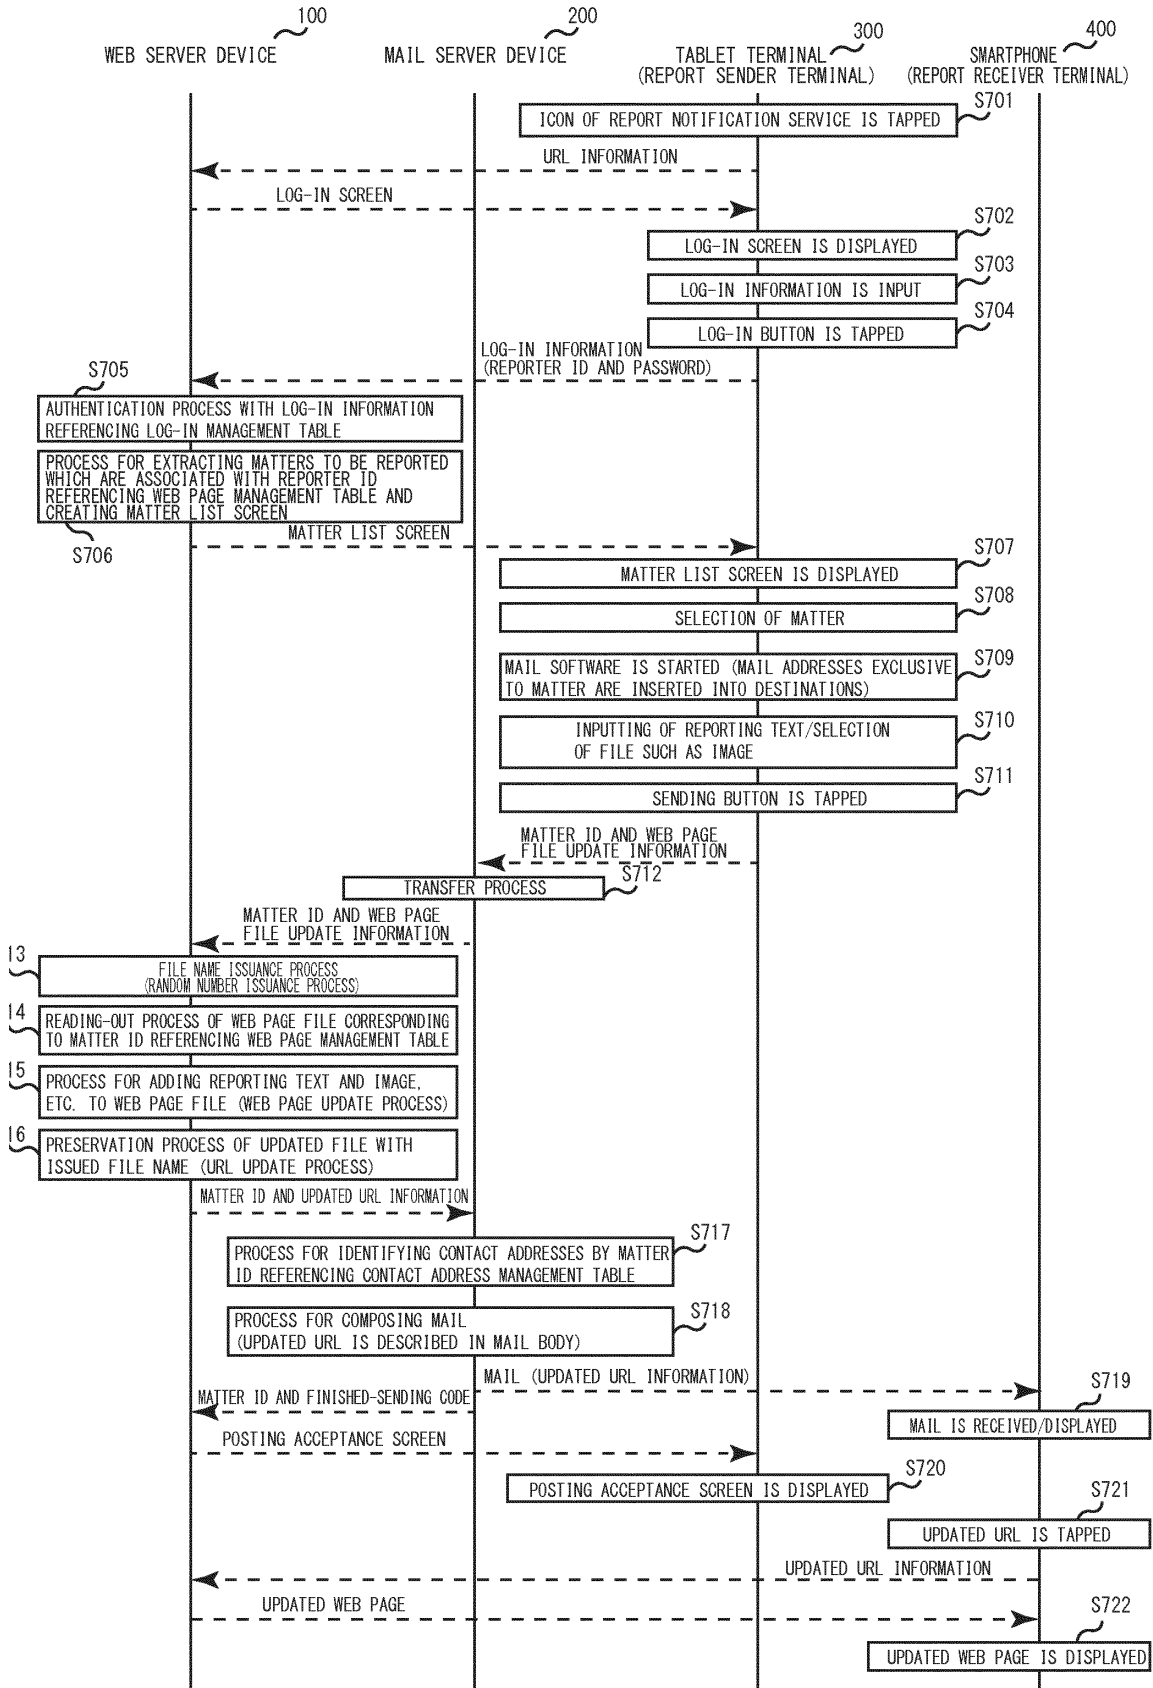 100
200
300
400
WEB SERVER DEVICE
MAIL SERVER DEVICE
TABLET TERMINAL
(REPORT SENDER TERMINAL)
SMARTPHONE
(REPORT RECEIVER TERMINAL)
S701
ICON OF REPORT NOTIFICATION SERVICE IS TAPPED
URL INFORMATION
LOG-IN SCREEN
S702
LOG-IN SCREEN IS DISPLAYED
S703
LOG-IN INFORMATION IS INPUT
S704
LOG-IN BUTTON IS TAPPED
LOG-IN INFORMATION
(REPORTER ID AND PASSWORD)
S705
AUTHENTICATION PROCESS WITH LOG-IN INFORMATION
REFERENCING LOG-IN MANAGEMENT TABLE
PROCESS FOR EXTRACTING MATTERS TO BE REPORTED
WHICH ARE ASSOCIATED WITH REPORTER ID
REFERENCING WEB PAGE MANAGEMENT TABLE AND
CREATING MATTER LIST SCREEN
S706
MATTER LIST SCREEN
S707
MATTER LIST SCREEN IS DISPLAYED
S708
SELECTION OF MATTER
S709
MAIL SOFTWARE IS STARTED (MAIL ADDRESSES EXCLUSIVE
TO MATTER ARE INSERTED INTO DESTINATIONS)
S710
INPUTTING OF REPORTING TEXT/SELECTION
OF FILE SUCH AS IMAGE
S711
SENDING BUTTON IS TAPPED
MATTER ID AND WEB PAGE
FILE UPDATE INFORMATION
S712
TRANSFER PROCESS
MATTER ID AND WEB PAGE
FILE UPDATE INFORMATION
13
FILE NAME ISSUANCE PROCESS
(RANDOM NUMBER ISSUANCE PROCESS)
14
READING-OUT PROCESS OF WEB PAGE FILE CORRESPONDING
TO MATTER ID REFERENCING WEB PAGE MANAGEMENT TABLE
15
PROCESS FOR ADDING REPORTING TEXT AND IMAGE,
ETC. TO WEB PAGE FILE (WEB PAGE UPDATE PROCESS)
16
PRESERVATION PROCESS OF UPDATED FILE WITH
ISSUED FILE NAME (URL UPDATE PROCESS)
MATTER ID AND UPDATED URL INFORMATION
S717
PROCESS FOR IDENTIFYING CONTACT ADDRESSES BY MATTER
ID REFERENCING CONTACT ADDRESS MANAGEMENT TABLE
S718
PROCESS FOR COMPOSING MAIL
(UPDATED URL IS DESCRIBED IN MAIL BODY)
MAIL (UPDATED URL INFORMATION)
MATTER ID AND FINISHED-SENDING CODE
S719
MAIL IS RECEIVED/DISPLAYED
POSTING ACCEPTANCE SCREEN
S720
POSTING ACCEPTANCE SCREEN IS DISPLAYED
S721
UPDATED URL IS TAPPED
UPDATED URL INFORMATION
UPDATED WEB PAGE
S722
UPDATED WEB PAGE IS DISPLAYED